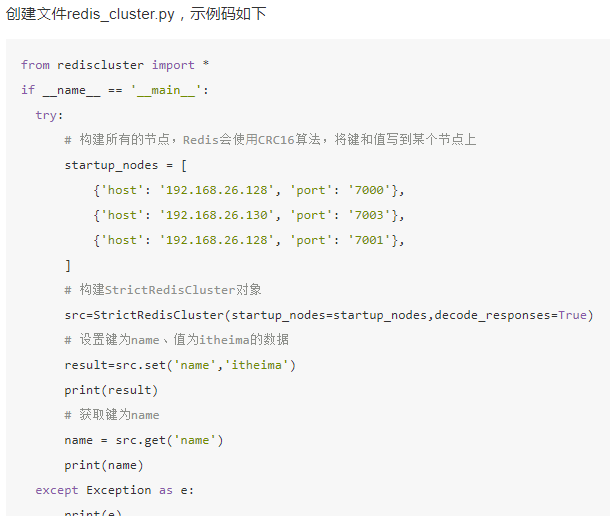 创建文件redis_cluster.py，示例码如下
from rediscluster import *
if __name__ == '__main__':
  try:
      # 构建所有的节点，Redis会使用CRC16算法，将键和值写到某个节点上
      startup_nodes = [
          {'host': '192.168.26.128', 'port': '7000'},
          {'host': '192.168.26.130', 'port': '7003'},
          {'host': '192.168.26.128', 'port': '7001'},
      ]
      # 构建StrictRedisCluster对象
      src=StrictRedisCluster(startup_nodes=startup_nodes,decode_responses=True)
      # 设置键为name、值为itheima的数据
      result=src.set('name','itheima')
      print(result)
      # 获取键为name
      name = src.get('name')
      print(name)
  except Exception as e:
      print(e)